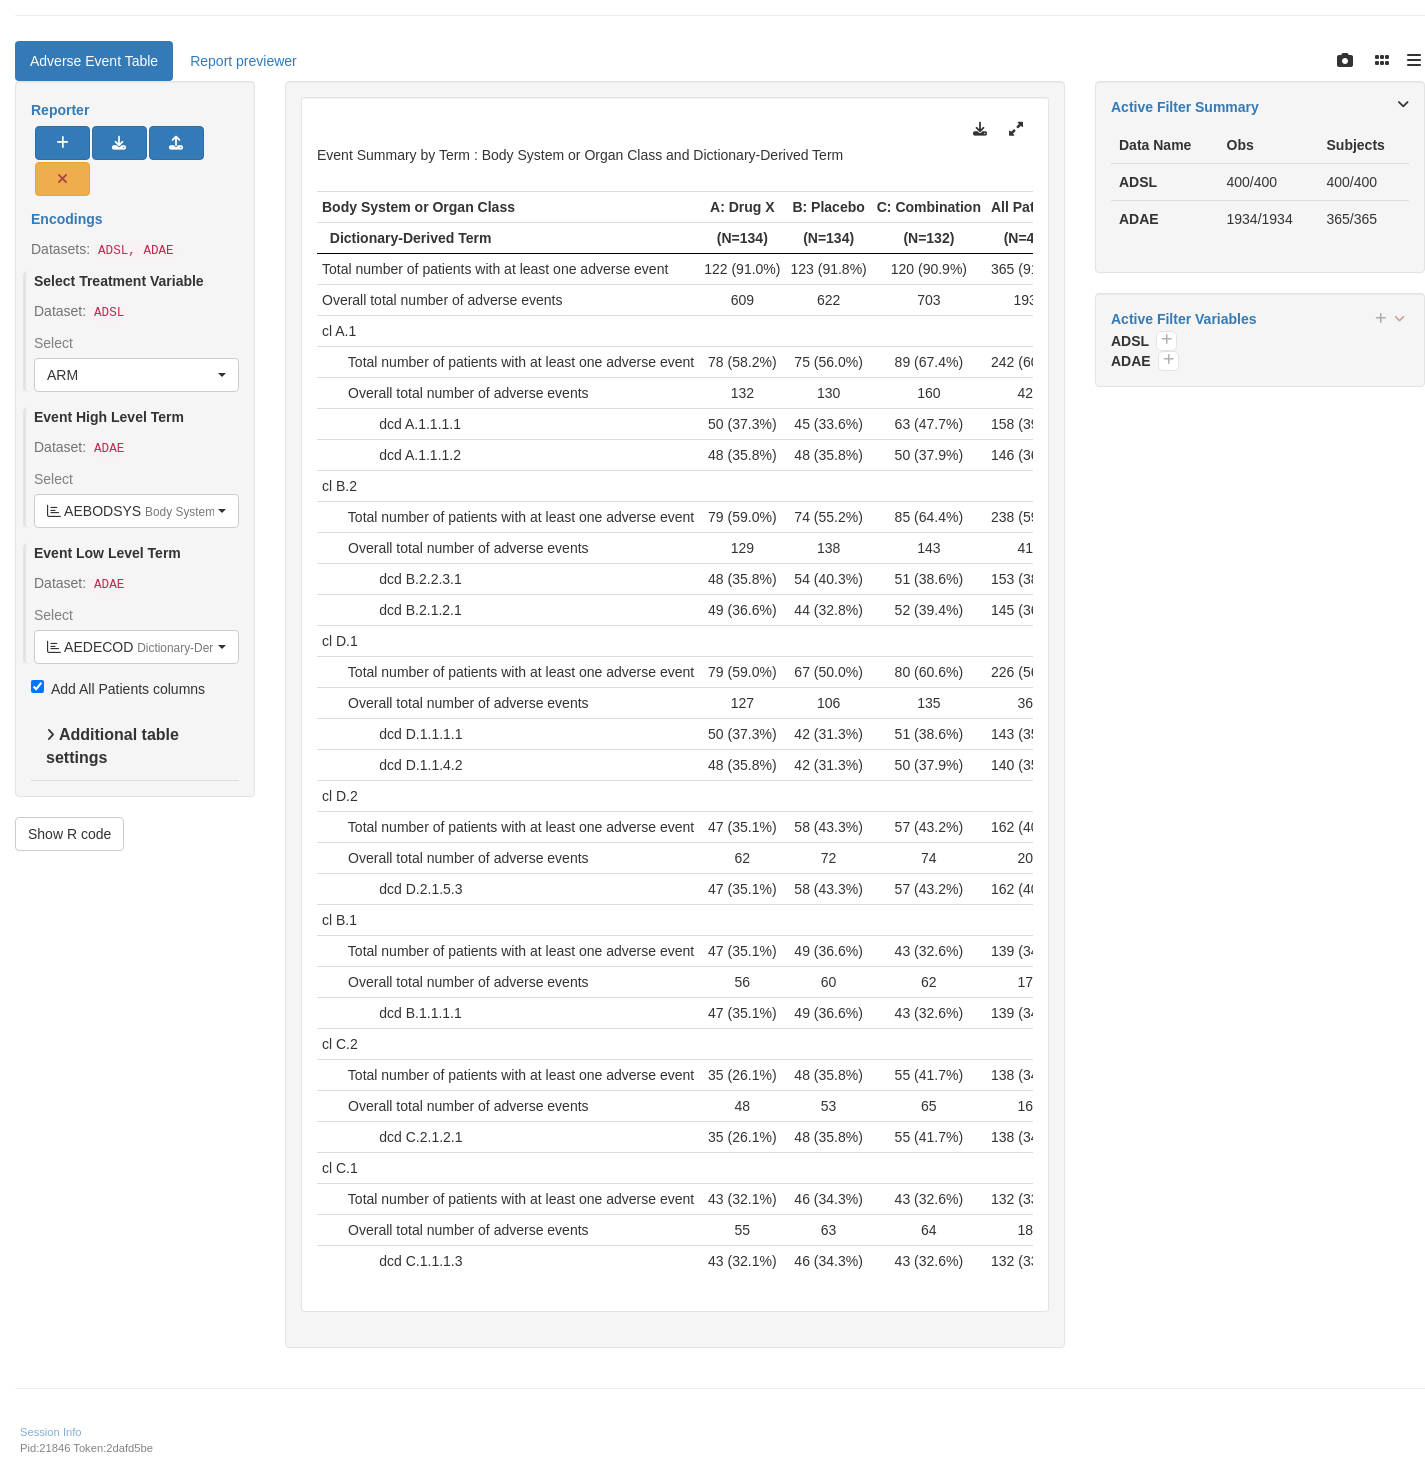 Adverse Event Table Report previewer
Reporter
Encodings
Datasets: ADSL, ADAE
Select Treatment Variable
Dataset: ADSL
Select
ARM
Event High Level Term
Dataset: ADAE
Select
AEBODSYS Body System
Event Low Level Term
Dataset: ADAE
Select
AEDECOD Dictionary-Der
Add All Patients columns
Additional table
settings
Show R code
Event Summary by Term : Body System or Organ Class and Dictionary-Derived Term
Body System or Organ Class A: Drug X B: Placebo C: Combination All Pat
Dictionary-Derived Term (N=134) (N=134) (N=132) (N=4
Total number of patients with at least one adverse event 122 (91.0%) 123 (91.8%) 120 (90.9%) 365 (91
Overall total number of adverse events 609 622 703 193
cl A.1
Total number of patients with at least one adverse event 78 (58.2%) 75 (56.0%) 89 (67.4%) 242 (60
Overall total number of adverse events 132 130 160 42
dcd A.1.1.1.1 50 (37.3%) 45 (33.6%) 63 (47.7%) 158 (39
dcd A.1.1.1.2 48 (35.8%) 48 (35.8%) 50 (37.9%) 146 (36
cl B.2
Total number of patients with at least one adverse event 79 (59.0%) 74 (55.2%) 85 (64.4%) 238 (59
Overall total number of adverse events 129 138 143 41
dcd B.2.2.3.1 48 (35.8%) 54 (40.3%) 51 (38.6%) 153 (38
dcd B.2.1.2.1 49 (36.6%) 44 (32.8%) 52 (39.4%) 145 (36
cl D.1
Total number of patients with at least one adverse event 79 (59.0%) 67 (50.0%) 80 (60.6%) 226 (56
Overall total number of adverse events 127 106 135 36
dcd D.1.1.1.1 50 (37.3%) 42 (31.3%) 51 (38.6%) 143 (35
dcd D.1.1.4.2 48 (35.8%) 42 (31.3%) 50 (37.9%) 140 (35
cl D.2
Total number of patients with at least one adverse event 47 (35.1%) 58 (43.3%) 57 (43.2%) 162 (40
Overall total number of adverse events 62 72 74 20
dcd D.2.1.5.3 47 (35.1%) 58 (43.3%) 57 (43.2%) 162 (40
cl B.1
Total number of patients with at least one adverse event 47 (35.1%) 49 (36.6%) 43 (32.6%) 139 (34
Overall total number of adverse events 56 60 62 17
dcd B.1.1.1.1 47 (35.1%) 49 (36.6%) 43 (32.6%) 139 (34
cl C.2
Total number of patients with at least one adverse event 35 (26.1%) 48 (35.8%) 55 (41.7%) 138 (34
Overall total number of adverse events 48 53 65 16
dcd C.2.1.2.1 35 (26.1%) 48 (35.8%) 55 (41.7%) 138 (34
cl C.1
Total number of patients with at least one adverse event 43 (32.1%) 46 (34.3%) 43 (32.6%) 132 (33
Overall total number of adverse events 55 63 64 18
dcd C.1.1.1.3 43 (32.1%) 46 (34.3%) 43 (32.6%) 132 (33
Active Filter Summary
Data Name Obs Subjects
ADSL 400/400 400/400
ADAE 1934/1934 365/365
Active Filter Variables
ADSL
ADAE
Session Info
Pid:21846 Token:2dafd5be